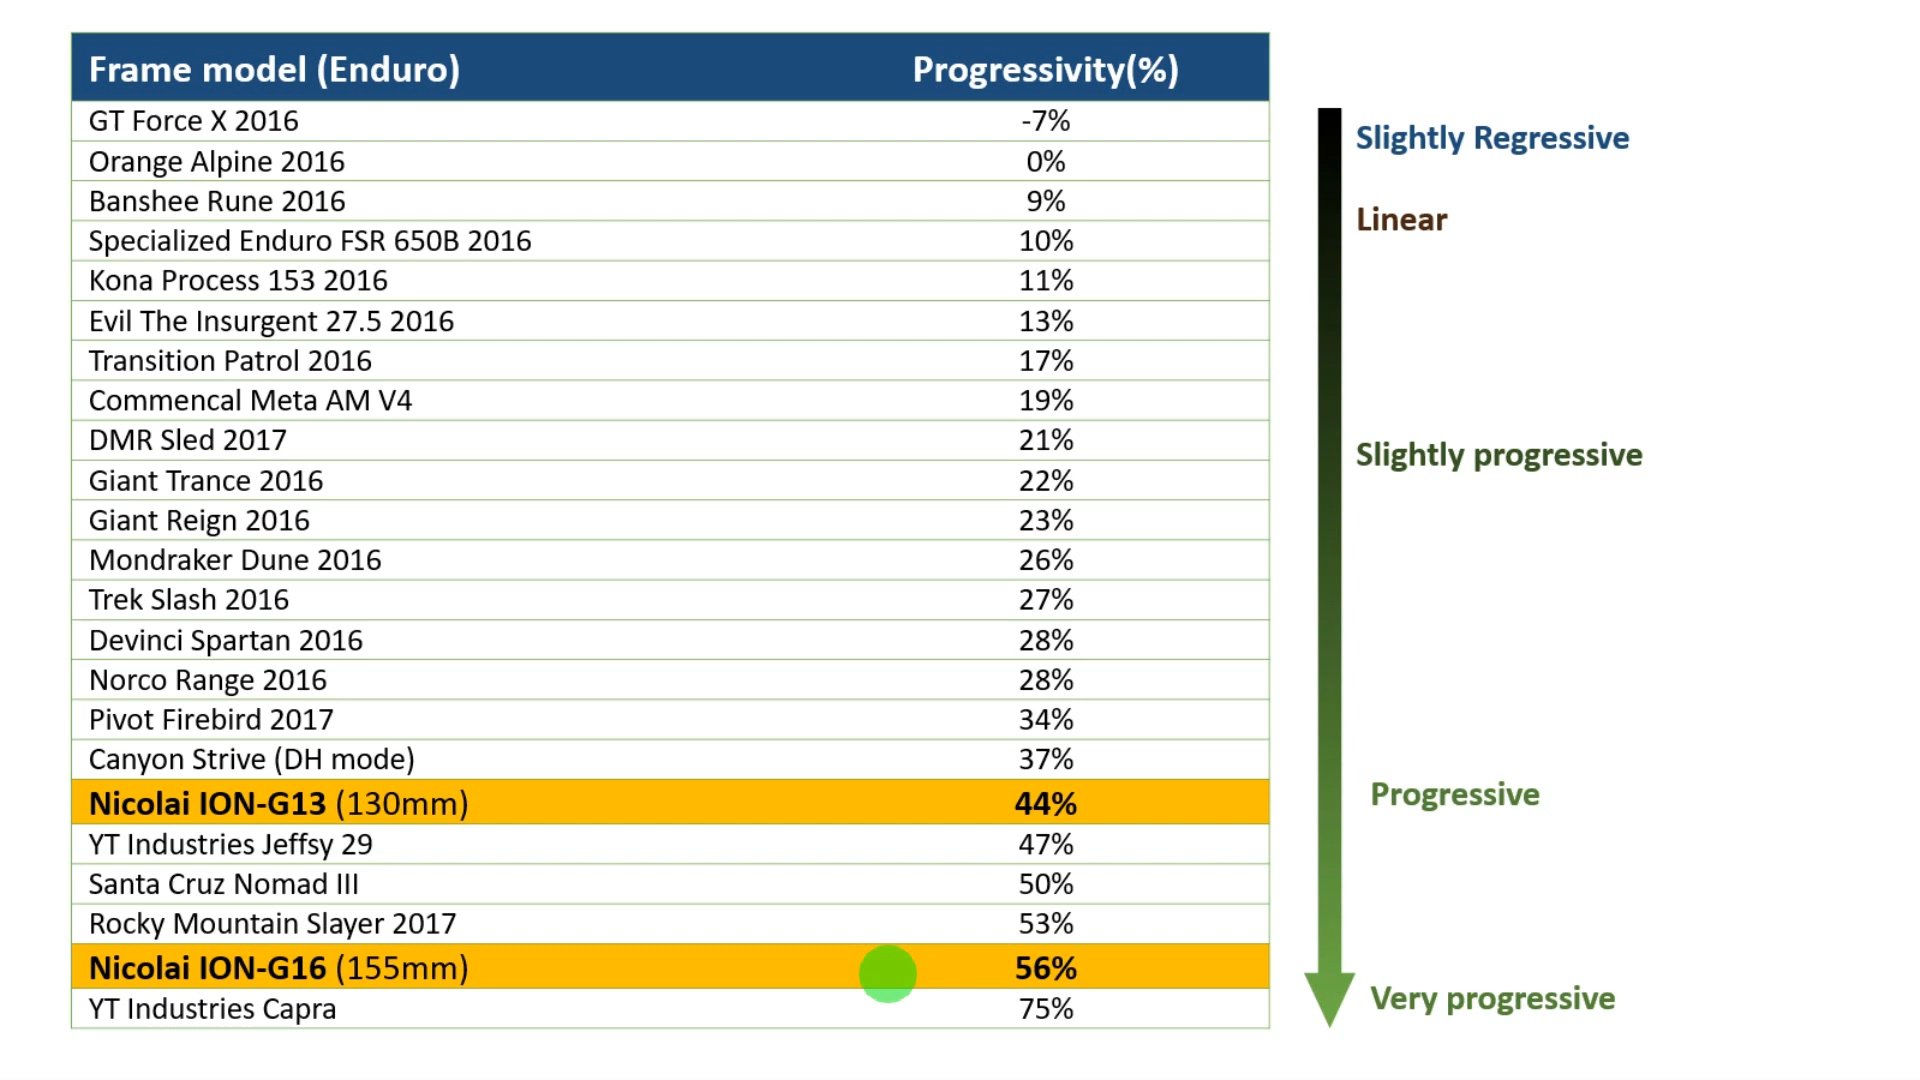 Frame model (Enduro) Progressivity(%)
GT Force X 2016 -7%
Slightly Regressive
Orange Alpine 2016 0%
Banshee Rune 2016 9%
Linear
Specialized Enduro FSR 650B 2016 10%
Kona Process 153 2016 11%
Evil The Insurgent 27.5 2016 13%
Transition Patrol 2016 17%
Commencal Meta AM V4 19%
DMR Sled 2017 21%
Slightly progressive
Giant Trance 2016 22%
Giant Reign 2016 23%
Mondraker Dune 2016 26%
Trek Slash 2016 27%
Devinci Spartan 2016 28%
Norco Range 2016 28%
Pivot Firebird 2017 34%
Canyon Strive (DH mode) 37%
Progressive
Nicolai ION-G13 (130mm) 44%
YT Industries Jeffsy 29 47%
Santa Cruz Nomad III 50%
Rocky Mountain Slayer 2017 53%
Nicolai ION-G16 (155mm) 56%
Very progressive
YT Industries Capra 75%